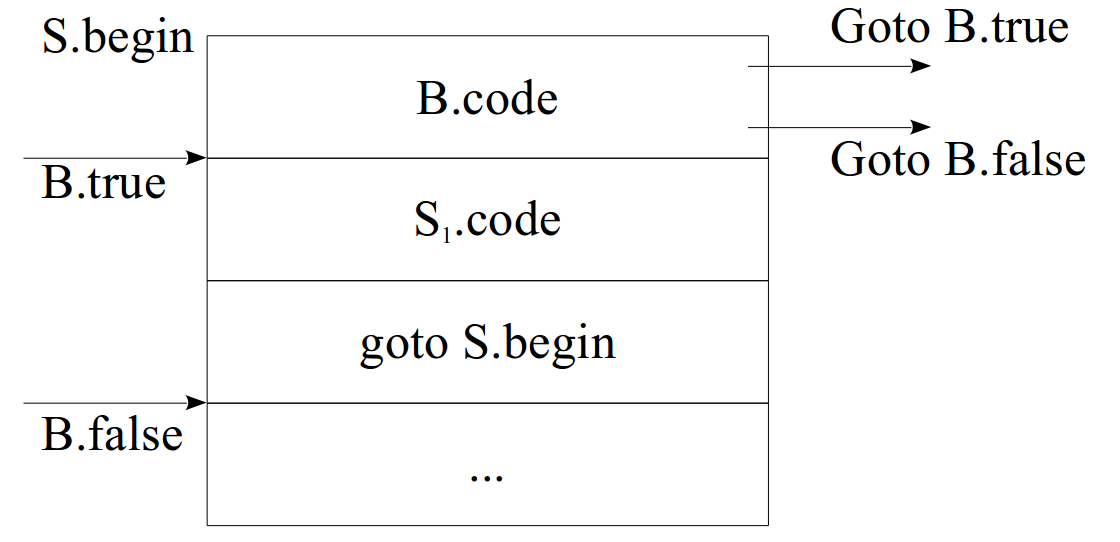 S.begin
Goto B.true
B.code
Goto B.false
B.true
S₁.code
goto S.begin
B.false
...